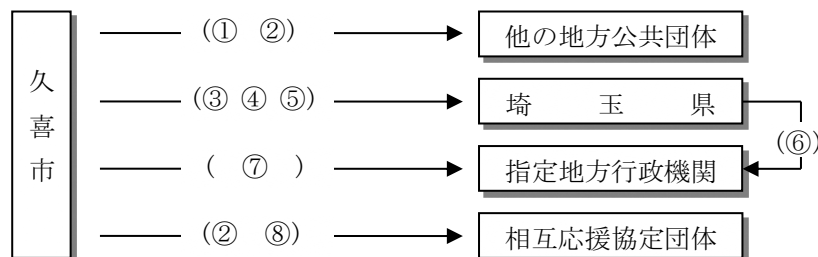 久喜市
(① ②)
他の地方公共団体
(③ ④ ⑤)
埼玉県
(⑥)
( ⑦ )
指定地方行政機関
(② ⑧)
相互応援協定団体